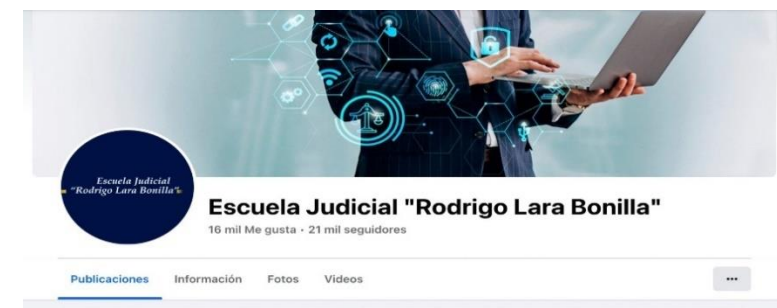 Escuela Judicial
"Rodrigo Lara Bonilla"
Escuela Judicial "Rodrigo Lara Bonilla"
16 mil Me gusta • 21 mil seguidores
Publicaciones Información Fotos Videos ...